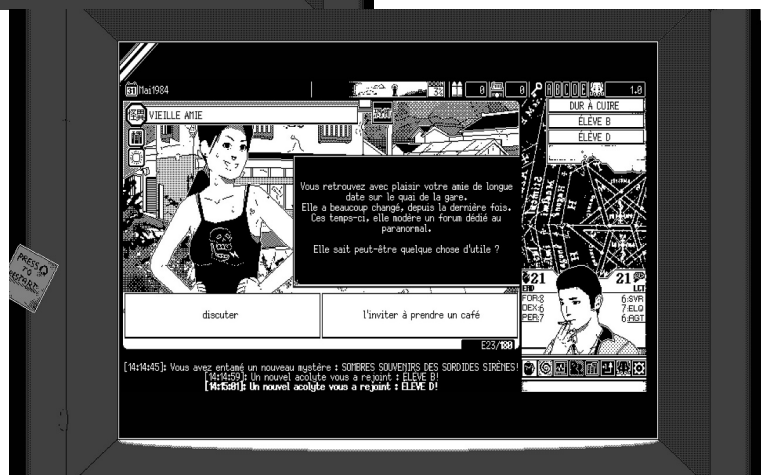 31 Mai1984
0
0
A B C D E
1.0
VIEILLE AMIE
DUR À CUIRE
ÉLÈVE B
ÉLÈVE D
Vous retrouvez avec plaisir votre amie de longue
date sur le quai de la gare.
Elle a beaucoup changé, depuis la dernière fois.
Ces temps-ci, elle modère un forum dédié au
paranormal.
Elle sait peut-être quelque chose d'utile ?
21
21
FOR:8
DEX:6
PER:7
6:SVR
7:ELO
6:AGT
discuter
l'inviter à prendre un café
[14:14:45]: Vous avez entamé un nouveau mystère : SOMBRES SOUVENIRS DES SORDIDES SIRÈNES!
[14:14:59]: Un nouvel acolyte vous a rejoint : ÉLÈVE B!
[14:15:01]: Un nouvel acolyte vous a rejoint : ÉLÈVE D!
PRESS
TO